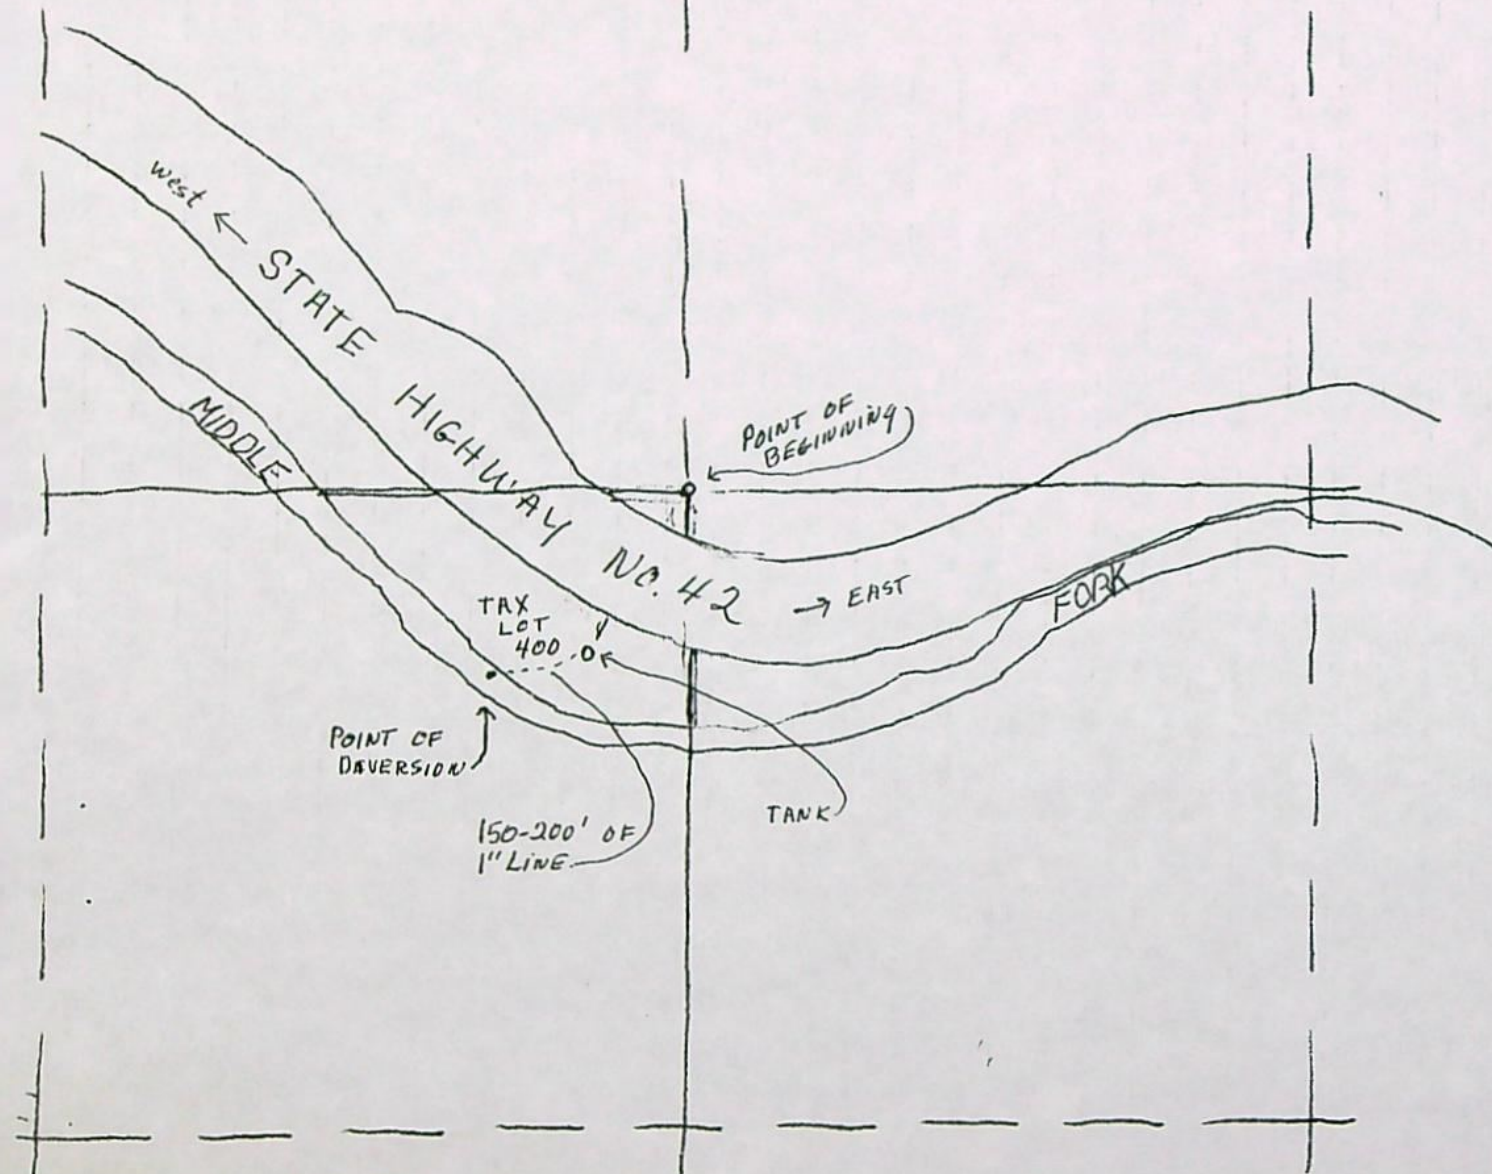 west ←
STATE HIGHWAY NO. 42
→ EAST
MIDDLE
FORK
POINT OF
BEGINNING
TAX
LOT
400
POINT OF
DAVERSION
150-200' OF
1" LINE
TANK